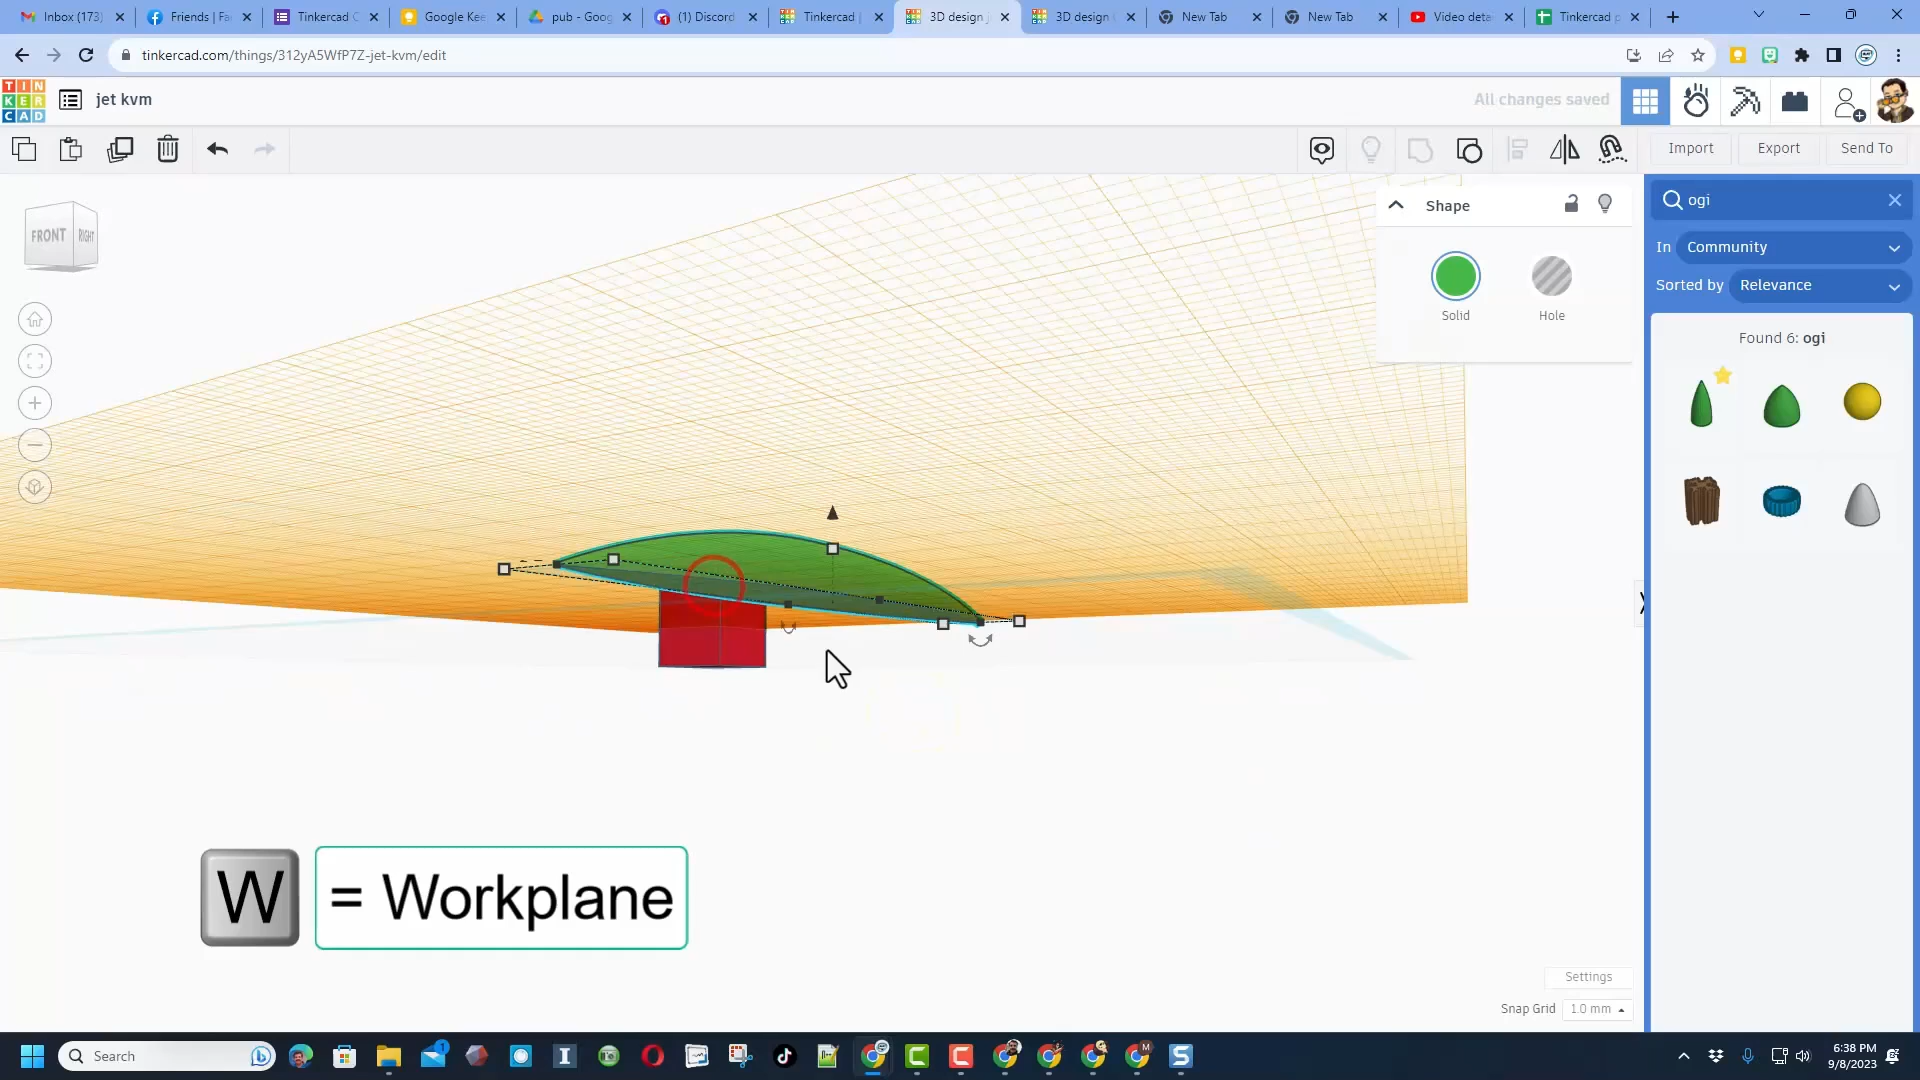 Inbox (173)
Friends | Fa
Tinkercad C
Google Kee
pub - Goog
(1) Discord
Tinkercad |
3D design j
3D design
New Tab
New Tab
Video deta
Tinkercad p
tinkercad.com/things/312yA5WfP7Z-jet-kvm/edit
TIN
KER
CAD
jet kvm
All changes saved
Import
Export
Send To
FRONT
RIGHT
Shape
Solid
Hole
ogi
In Community
Sorted by Relevance
Found 6: ogi
W = Workplane
Settings
Snap Grid 1.0 mm
Search
6:38 PM
9/8/2023